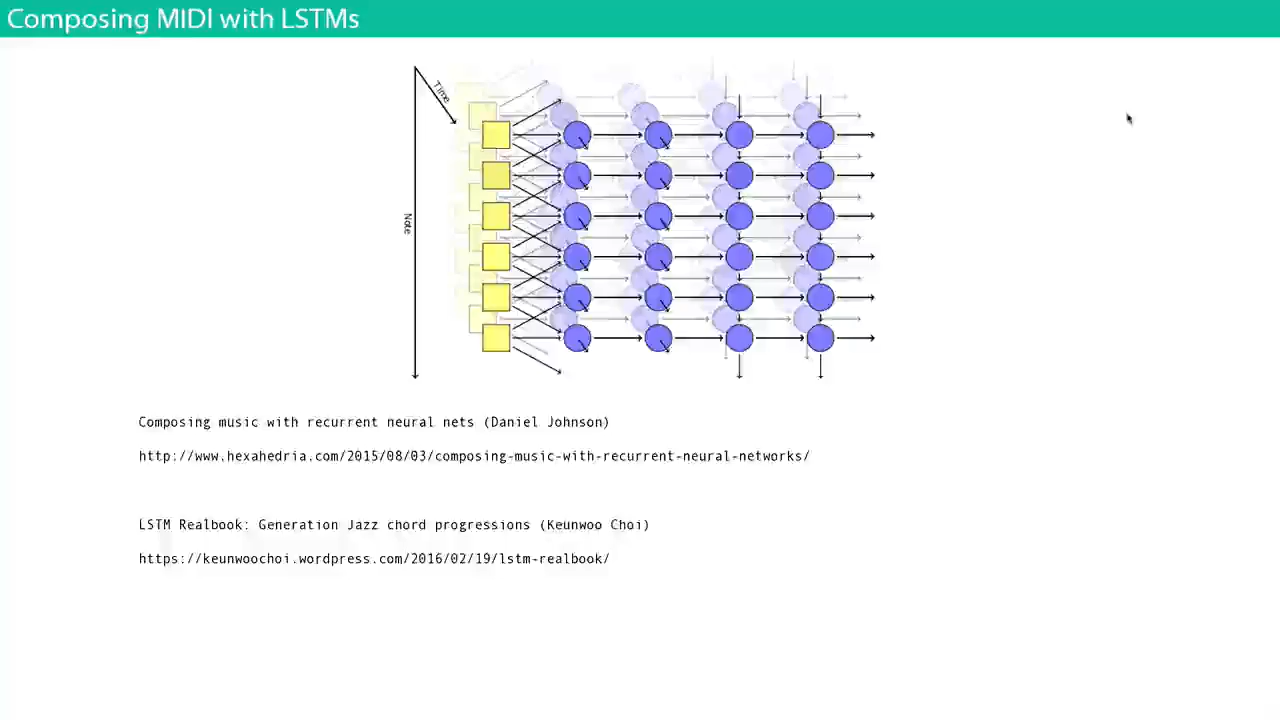 Composing MIDI with LSTMs
Time
Note
Composing music with recurrent neural nets (Daniel Johnson)
http://www.hexahedria.com/2015/08/03/composing-music-with-recurrent-neural-networks/
LSTM Realbook: Generation Jazz chord progressions (Keunwoo Choi)
https://keunwoochoi.wordpress.com/2016/02/19/lstm-realbook/